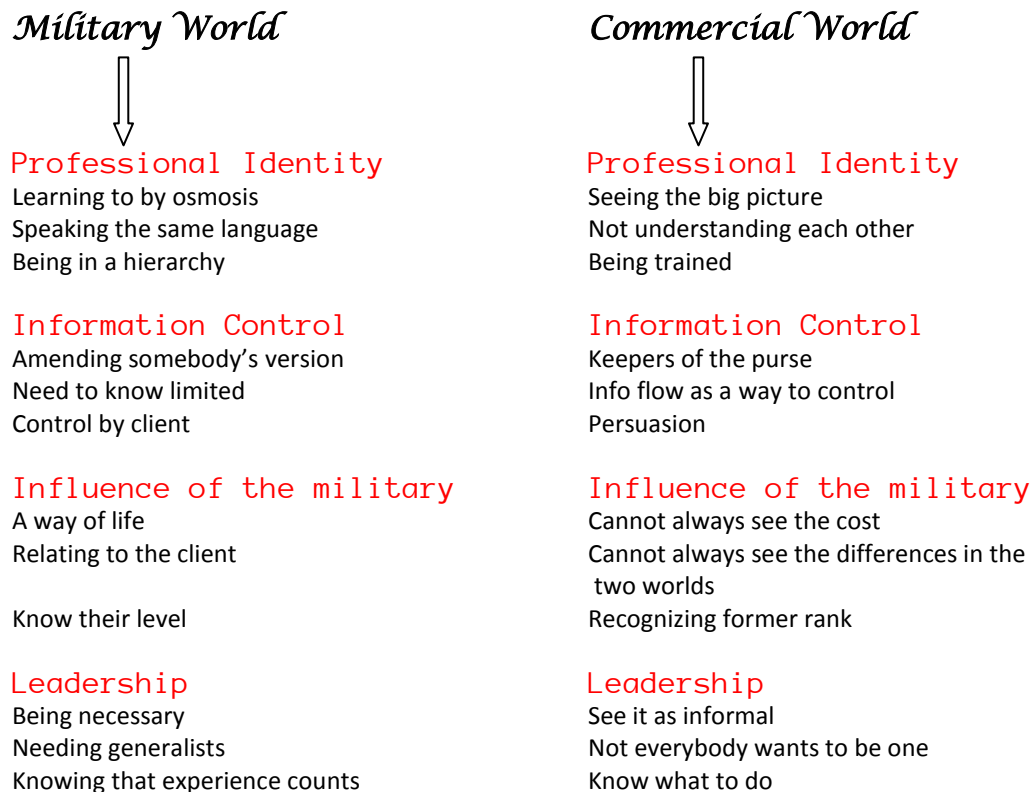 Military World
Professional Identity
Learning to by osmosis
Speaking the same language
Being in a hierarchy
Information Control
Amending somebody’s version
Need to know limited
Control by client
Influence of the military
A way of life
Relating to the client
Know their level
Leadership
Being necessary
Needing generalists
Knowing that experience counts
Commercial World
Professional Identity
Seeing the big picture
Not understanding each other
Being trained
Information Control
Keepers of the purse
Info flow as a way to control
Persuasion
Influence of the military
Cannot always see the cost
Cannot always see the differences in the
two worlds
Recognizing former rank
Leadership
See it as informal
Not everybody wants to be one
Know what to do